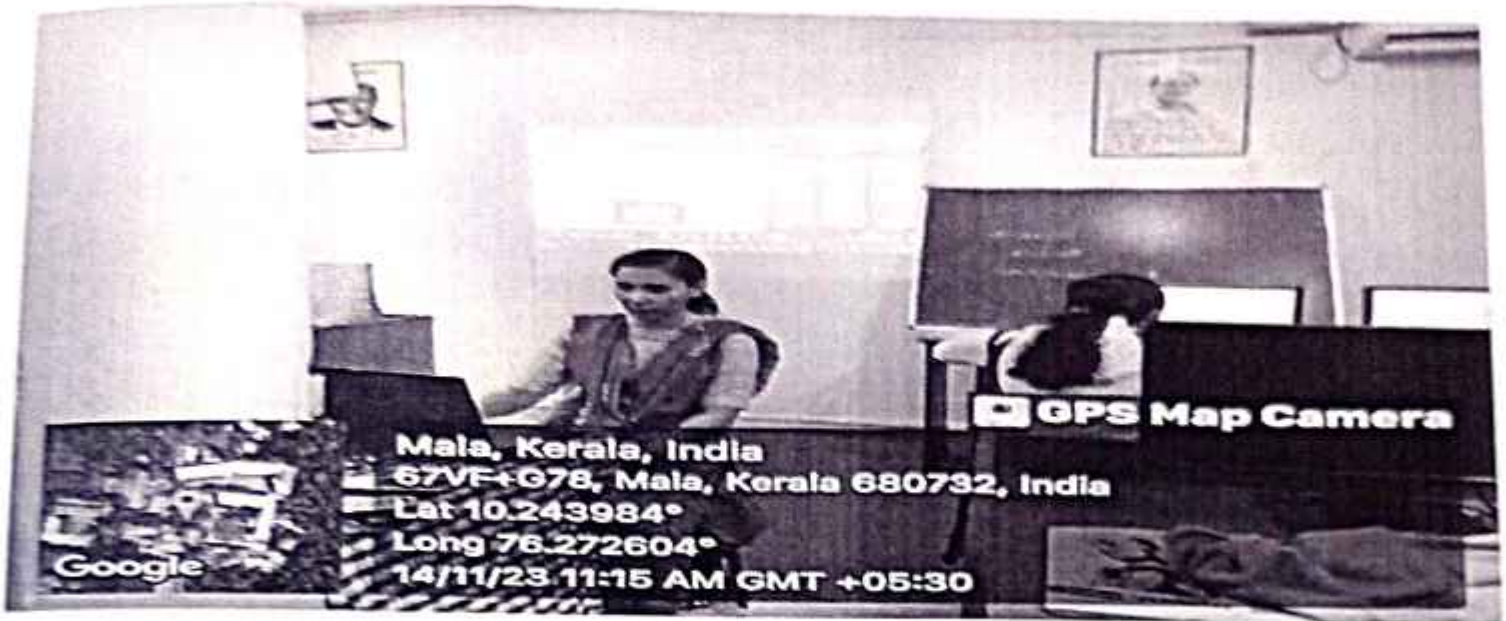 GPS Map Camera
Mala, Kerala, India
67VF+G78, Mala, Kerala 680732, India
Lat 10.243984°
Long 76.272604°
14/11/23 11:15 AM GMT +05:30
Google